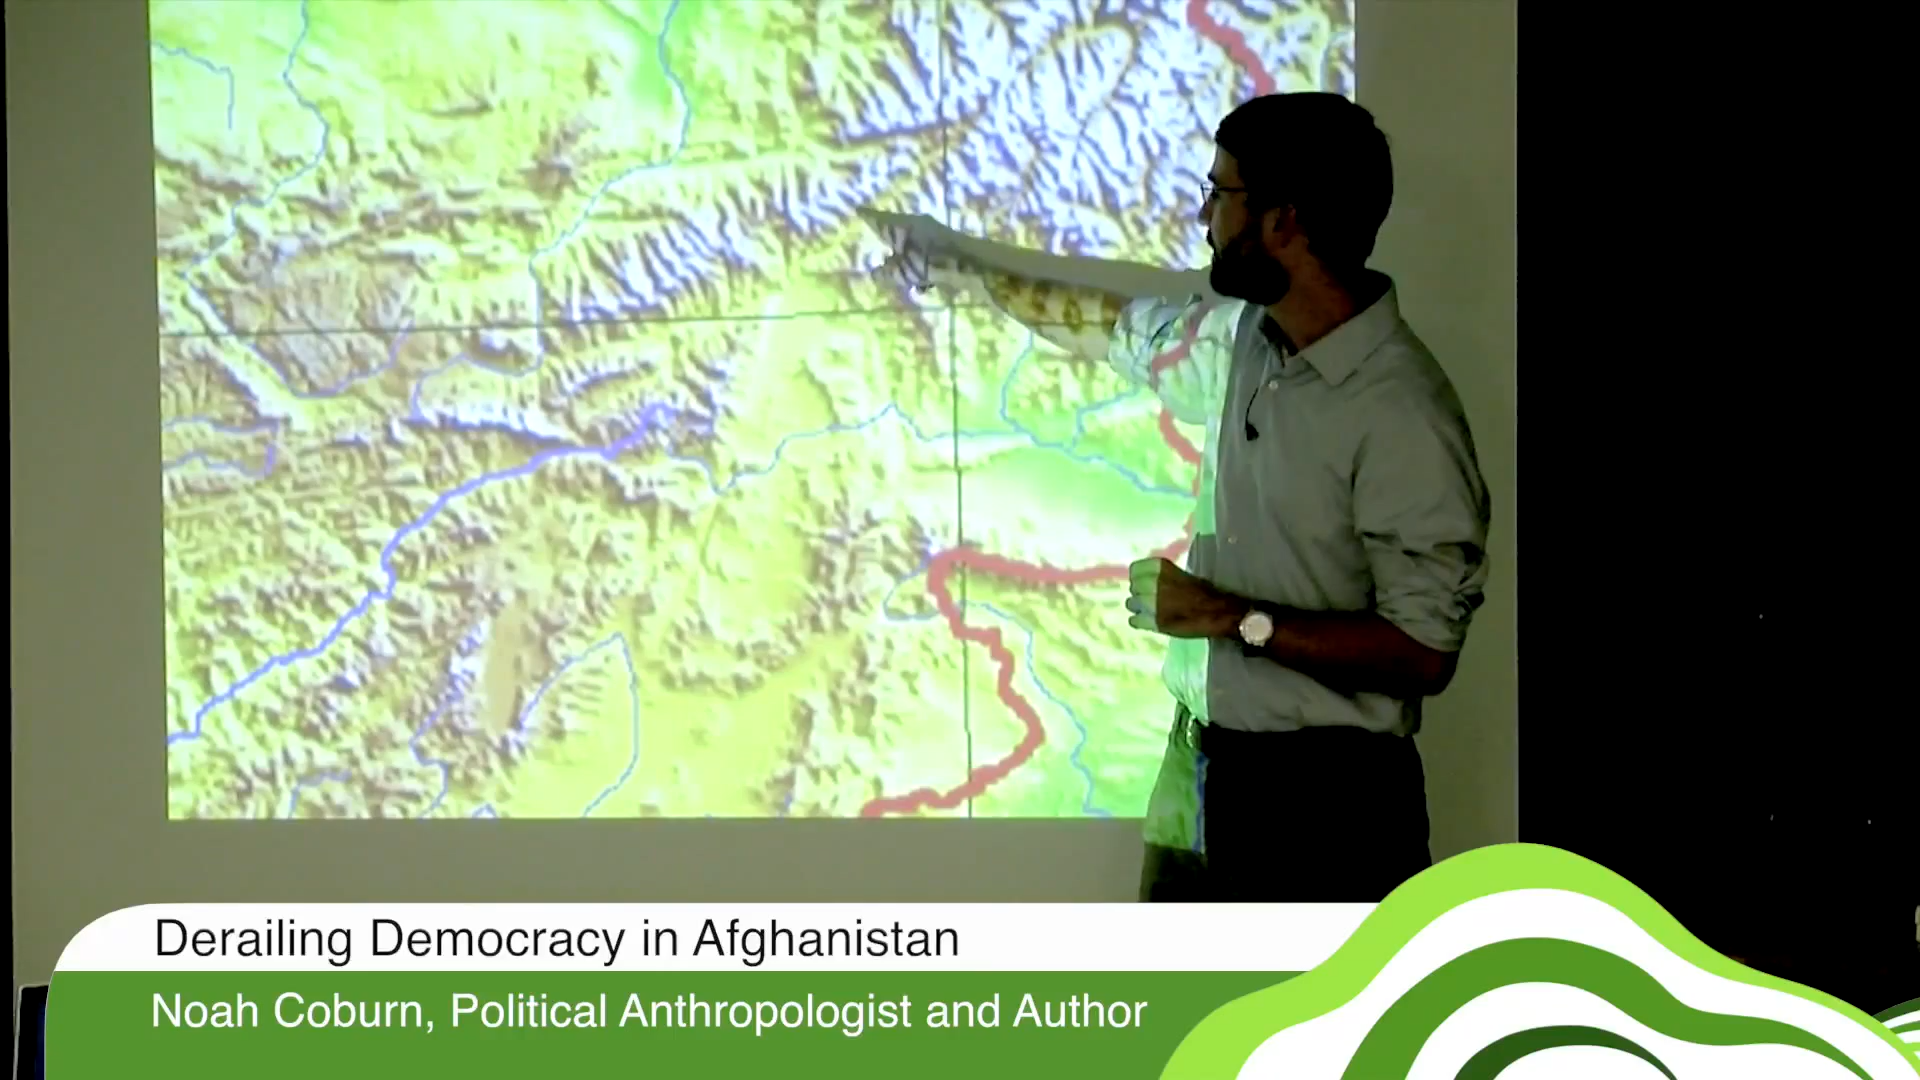 Derailing Democracy in Afghanistan
Noah Coburn, Political Anthropologist and Author